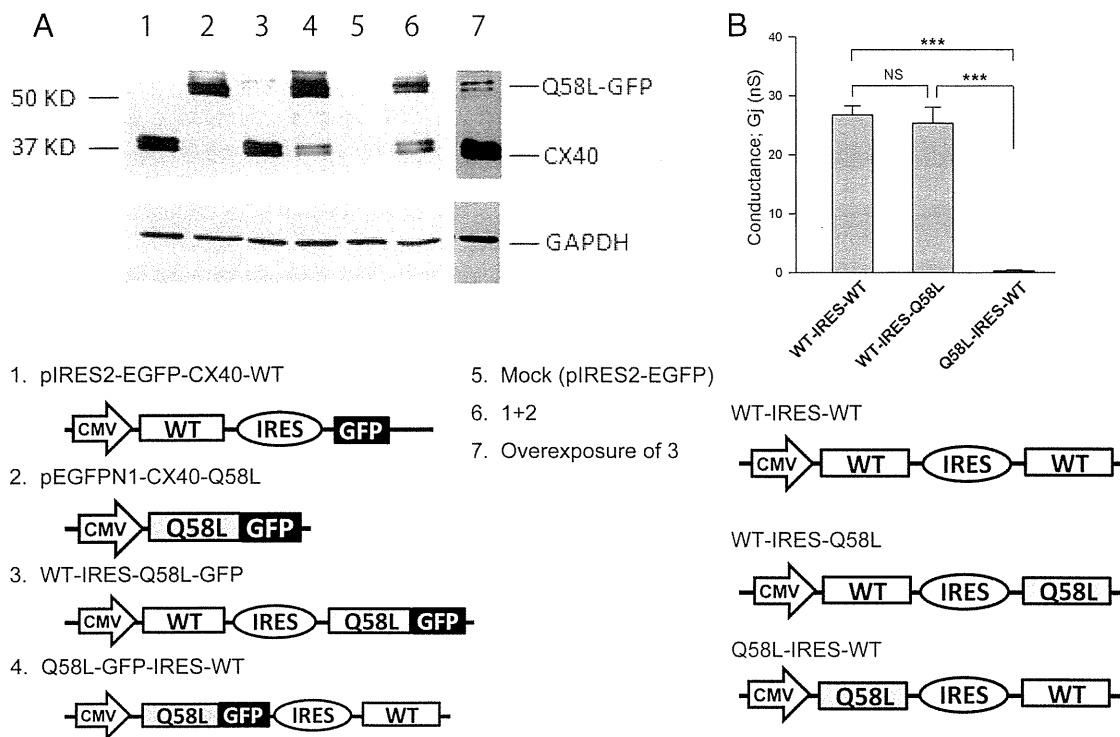 A
1 2 3 4 5 6 7
50 KD
37 KD
Q58L-GFP
CX40
GAPDH
B
Conductance; Gj (nS)
40
30
20
10
0
***
NS
***
WT-IRES-WT
WT-IRES-Q58L
Q58L-IRES-WT
1. pIRES2-EGFP-CX40-WT
CMV WT IRES GFP
2. pEGFPN1-CX40-Q58L
CMV Q58L GFP
3. WT-IRES-Q58L-GFP
CMV WT IRES Q58L GFP
4. Q58L-GFP-IRES-WT
CMV Q58L GFP IRES WT
5. Mock (pIRES2-EGFP)
6. 1+2
7. Overexposure of 3
WT-IRES-WT
CMV WT IRES WT
WT-IRES-Q58L
CMV WT IRES Q58L
Q58L-IRES-WT
CMV Q58L IRES WT